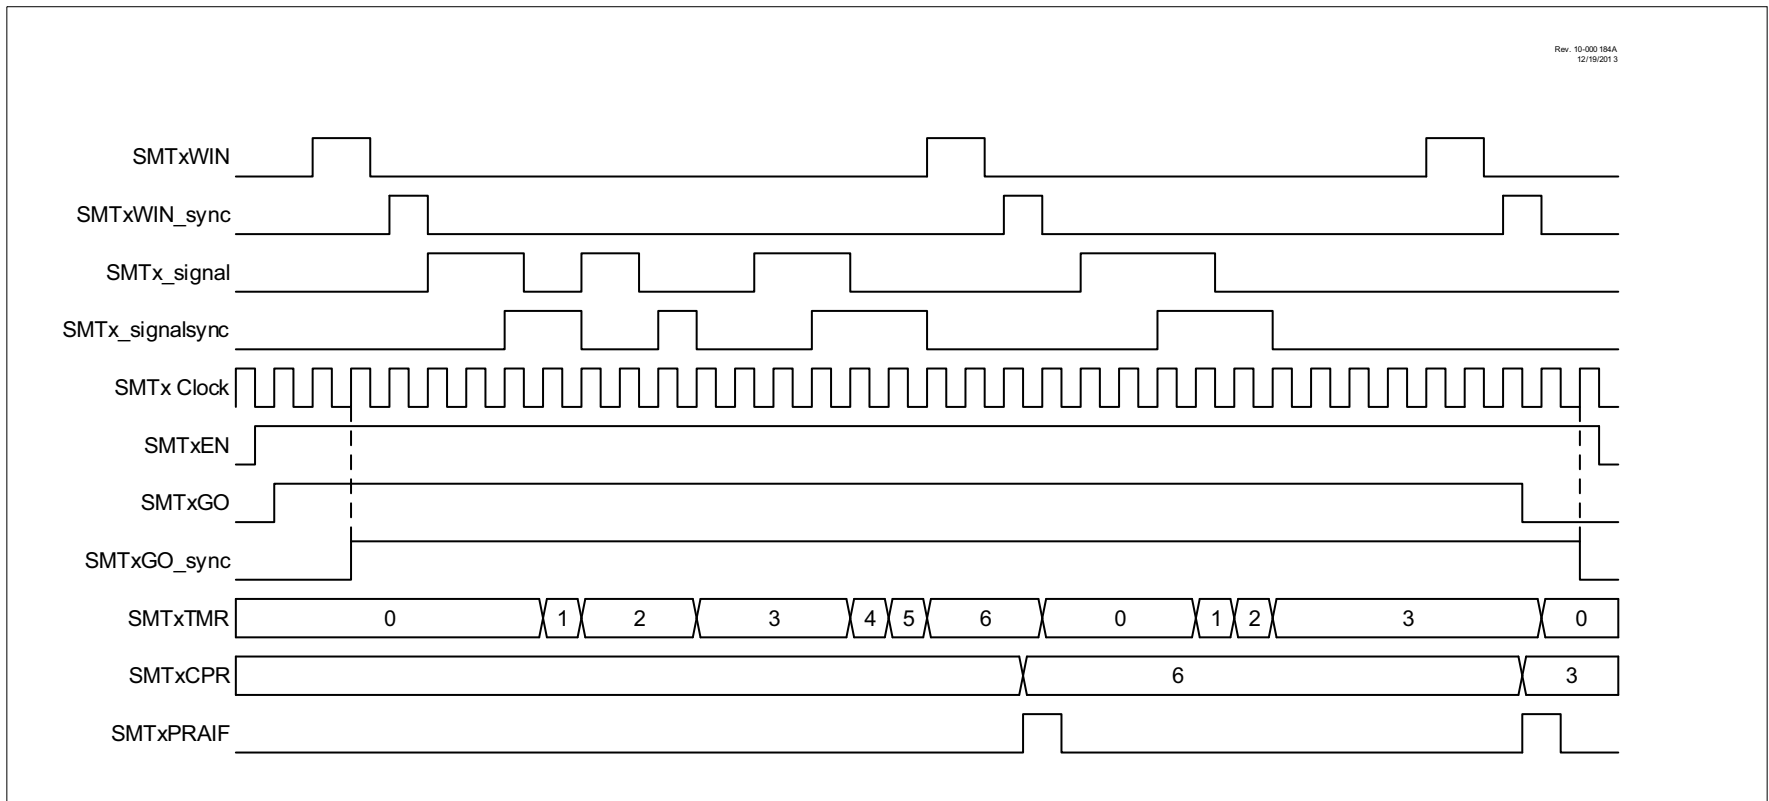 Rev. 10-000 184A
12/19/201 3
SMTxWIN
SMTxWIN_sync
SMTx_signal
SMTx_signalsync
SMTx Clock
SMTxEN
SMTxGO
SMTxGO_sync
SMTxTMR 0 1 2 3 4 5 6 0 1 2 3 0
SMTxCPR 6 3
SMTxPRAIF